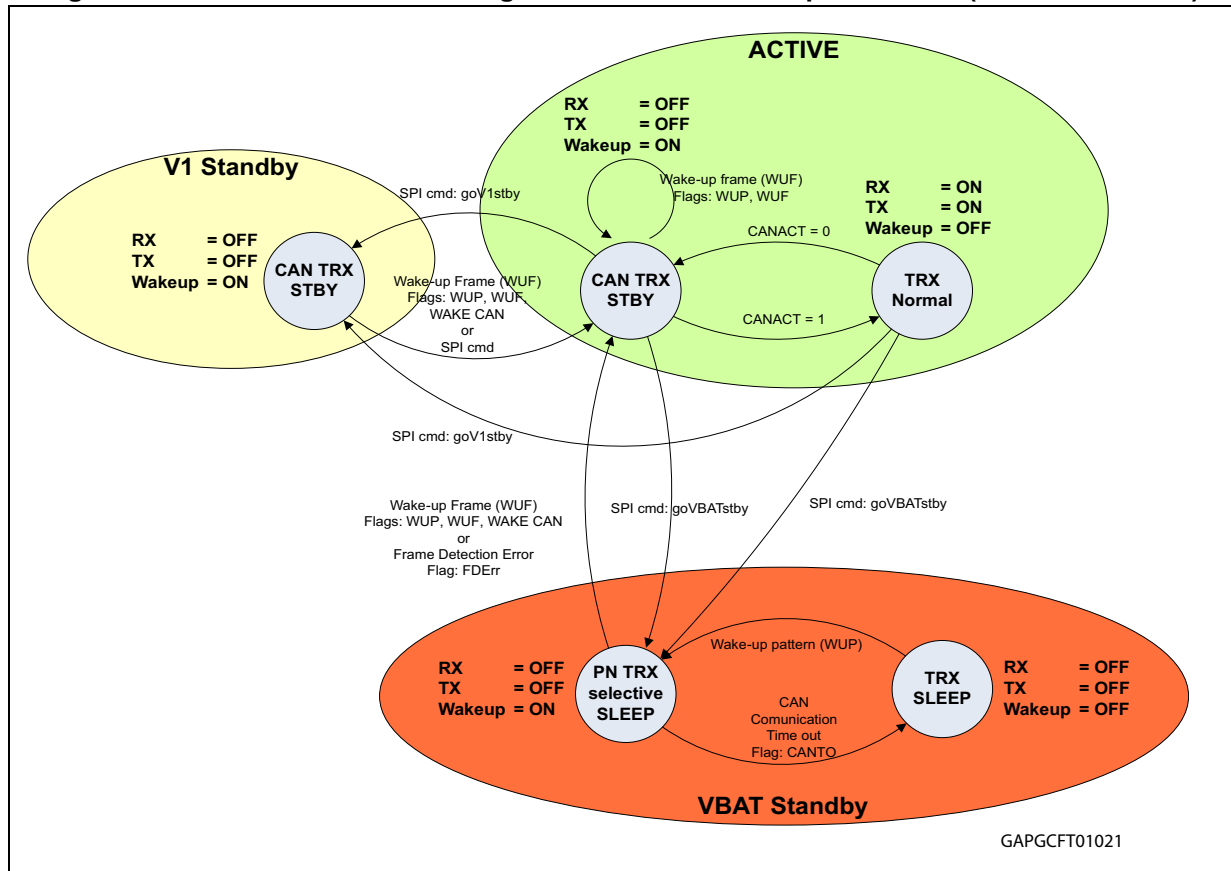 ACTIVE
RX = OFF
TX = OFF
Wakeup = ON
V1 Standby
SPI cmd: goV1stby
Wake-up frame (WUF)
Flags: WUP, WUF
RX = ON
TX = ON
Wakeup = OFF
RX = OFF
TX = OFF
Wakeup = ON
CAN TRX
STBY
Wake-up Frame (WUF)
Flags: WUP, WUF,
WAKE CAN
or
SPI cmd
CAN TRX
STBY
CANACT = 0
TRX
Normal
CANACT = 1
SPI cmd: goV1stby
Wake-up Frame (WUF)
Flags: WUP, WUF, WAKE CAN
or
Frame Detection Error
Flag: FDErr
SPI cmd: goVBATstby
SPI cmd: goVBATstby
Wake-up pattern (WUP)
RX = OFF
TX = OFF
Wakeup = ON
PN TRX
selective
SLEEP
TRX
SLEEP
RX = OFF
TX = OFF
Wakeup = OFF
CAN
Comunication
Time out
Flag: CANTO
VBAT Standby
GAPGCFT01021